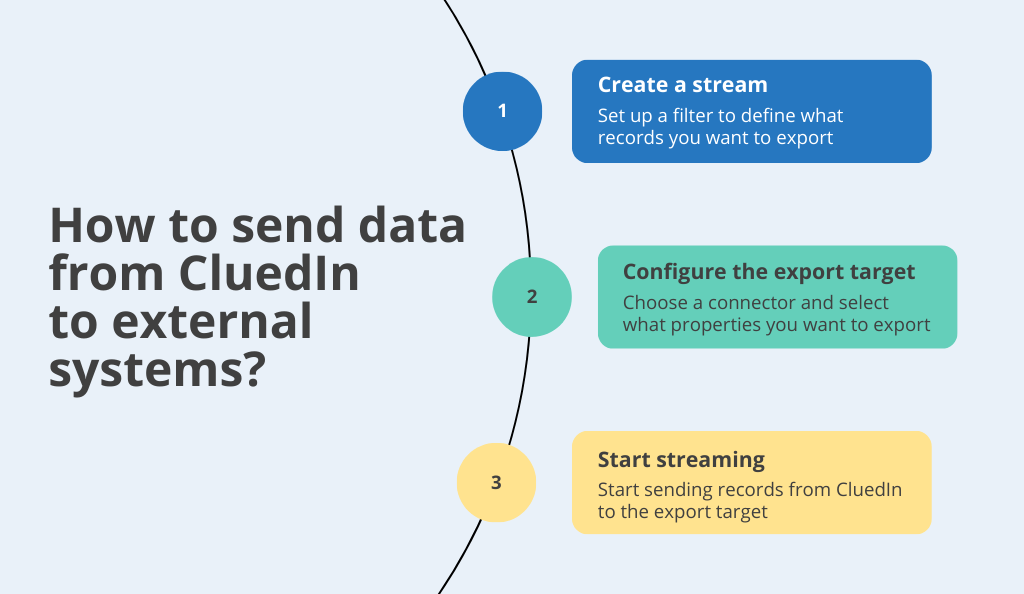 How to send data
from CluedIn
to external
systems?
1
Create a stream
Set up a filter to define what
records you want to export
2
Configure the export target
Choose a connector and select
what properties you want to export
3
Start streaming
Start sending records from CluedIn
to the export target